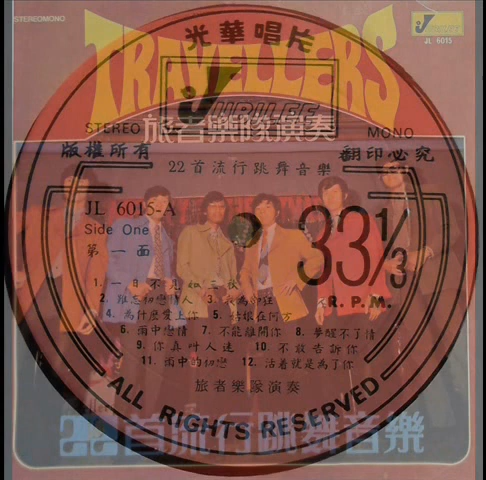 STEREO/MONO
TRAVELLERS
JUBILEE
JL 6015
光華唱片
JUBILEE
STEREO
MONO
旅者樂隊演奏
版權所有
翻印必究
22首流行跳舞音樂
JL 6015-A
Side One
第一面
33 1/3
R.P.M.
1. 一日不見如三秋
2. 難忘初戀情人 3. 我為你狂
4. 為什麼愛上你 5. 情根在何方
6. 雨中戀情 7. 不能離開你 8. 夢醒不了情
9. 你真叫人迷 10. 不敢告訴你
11. 雨中的初戀 12. 活着就是為了你
旅者樂隊演奏
ALL RIGHTS RESERVED
22首流行跳舞音樂